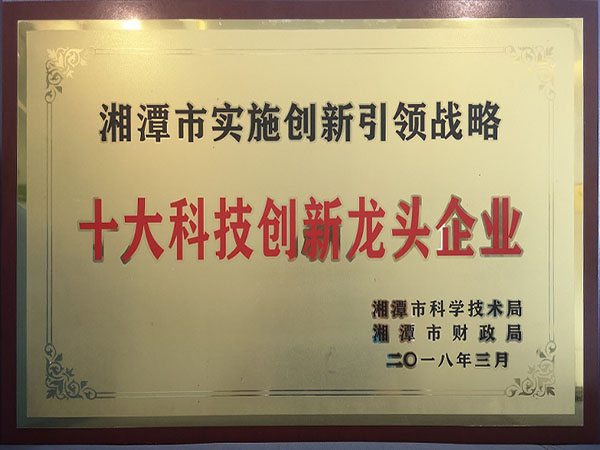 湘潭市实施创新引领战略
十大科技创新龙头企业
湘潭市科学技术局
湘潭市财政局
二〇一八年三月